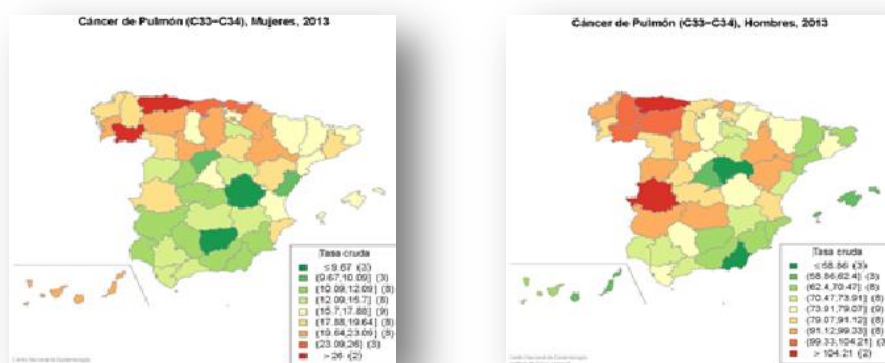 Cáncer de Pulmón (C33-C34), Mujeres, 2013
Tasa cruda
≤ 9.67 (3)
(9.67,10.09] (3)
(10.09,12.09] (8)
(12.09,15.7] (8)
(15.7,17.88] (9)
(17.88,19.64] (8)
(19.64,23.09] (8)
(23.09,26] (3)
> 26 (2)
Centro Nacional de Epidemiología
Cáncer de Pulmón (C33-C34), Hombres, 2013
Tasa cruda
≤ 58.86 (3)
(58.86,62.4] (3)
(62.4,70.47] (8)
(70.47,73.91] (8)
(73.91,79.07] (9)
(79.07,91.12] (8)
(91.12,99.33] (8)
(99.33,104.21] (3
> 104.21 (2)